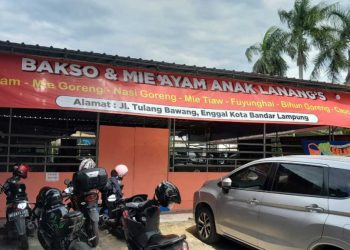 BAKSO & MIE AYAM ANAK LANANG'S
am - Mie Goreng - Nasi Goreng - Mie Tiaw - Fuyunghai - Bihun Goreng - Cap
Alamat : Jl. Tulang Bawang, Enggal Kota Bandar Lampung